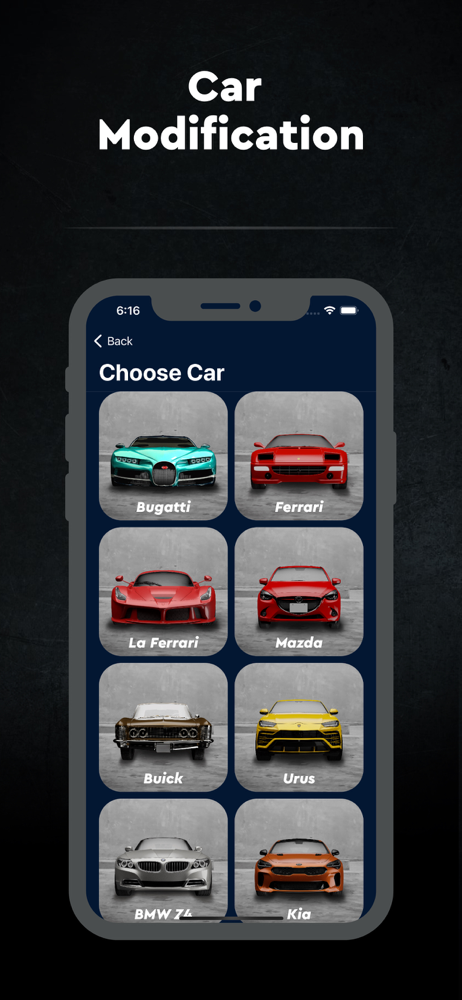 Car
Modification
6:16
Back
Choose Car
Bugatti
Ferrari
La Ferrari
Mazda
Buick
Urus
BMW Z4
Kia